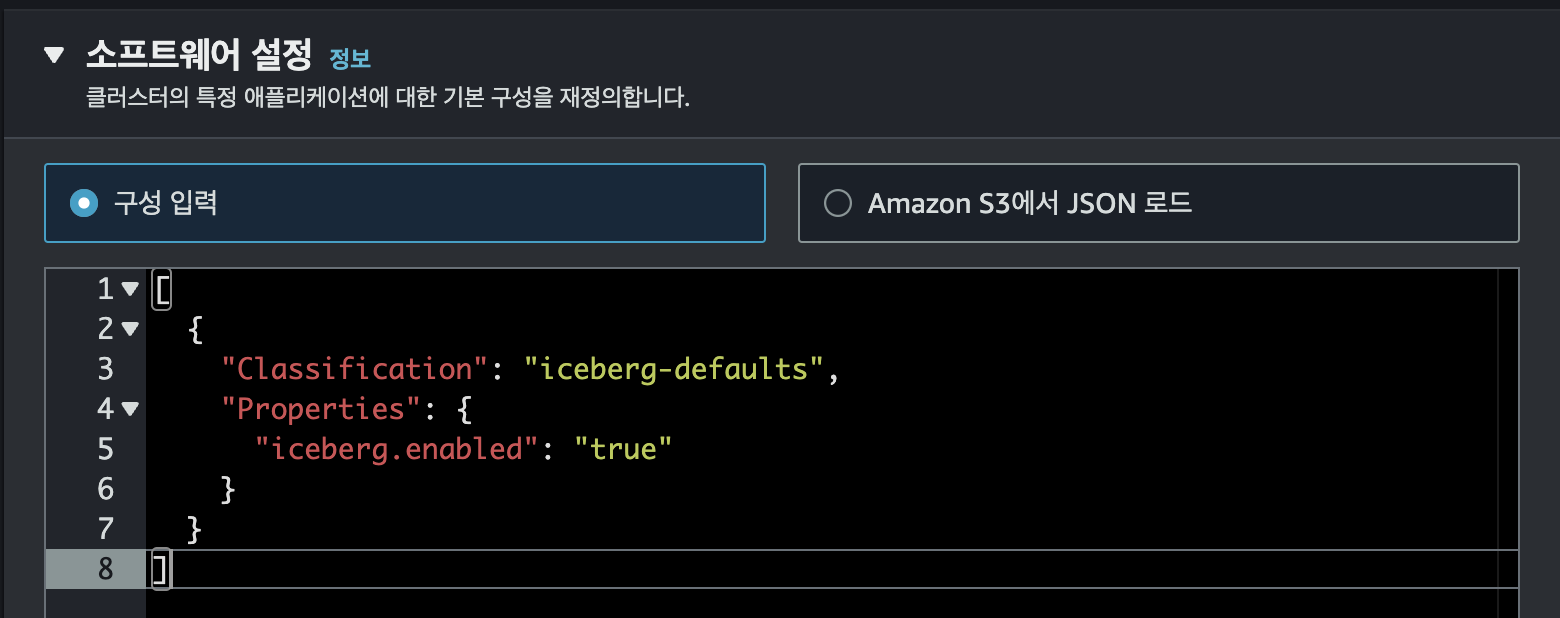 소프트웨어 설정 정보
클러스터의 특정 애플리케이션에 대한 기본 구성을 재정의합니다.
구성 입력
Amazon S3에서 JSON 로드
1 [
2 {
3 "Classification": "iceberg-defaults",
4 "Properties": {
5 "iceberg.enabled": "true"
6 }
7 }
8 ]